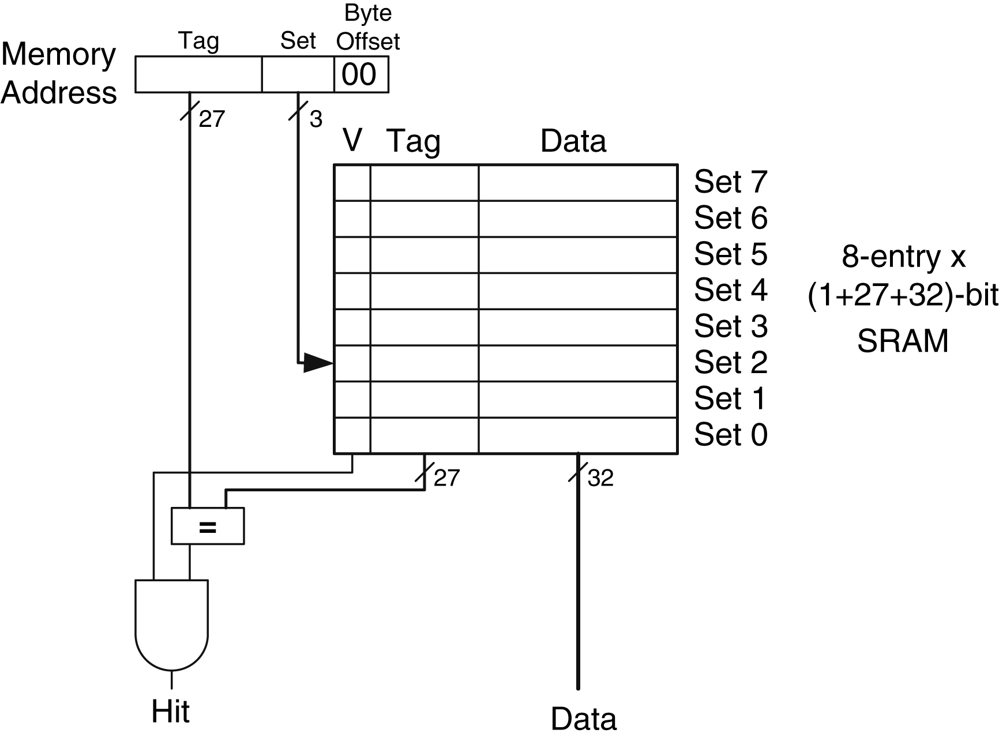 Memory
Address
Tag
Set
Byte
Offset
00
27
3
V
Tag
Data
Set 7
Set 6
Set 5
Set 4
Set 3
Set 2
Set 1
Set 0
8-entry x
(1+27+32)-bit
SRAM
27
32
=
Hit
Data